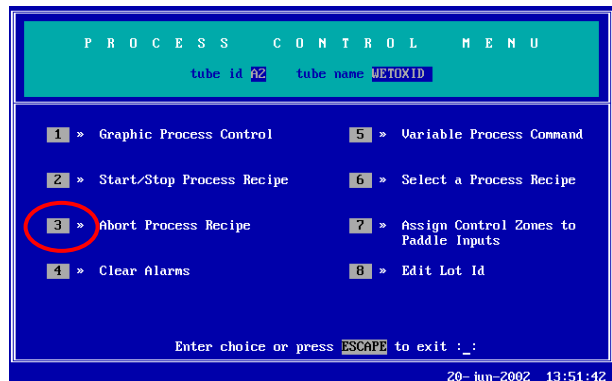 P R O C E S S   C O N T R O L   M E N U
tube id A2   tube name WETOXID
1 » Graphic Process Control
2 » Start/Stop Process Recipe
3 » Abort Process Recipe
4 » Clear Alarms
5 » Variable Process Command
6 » Select a Process Recipe
7 » Assign Control Zones to
Paddle Inputs
8 » Edit Lot Id
Enter choice or press ESCAPE to exit :_:
20-jun-2002 13:51:42